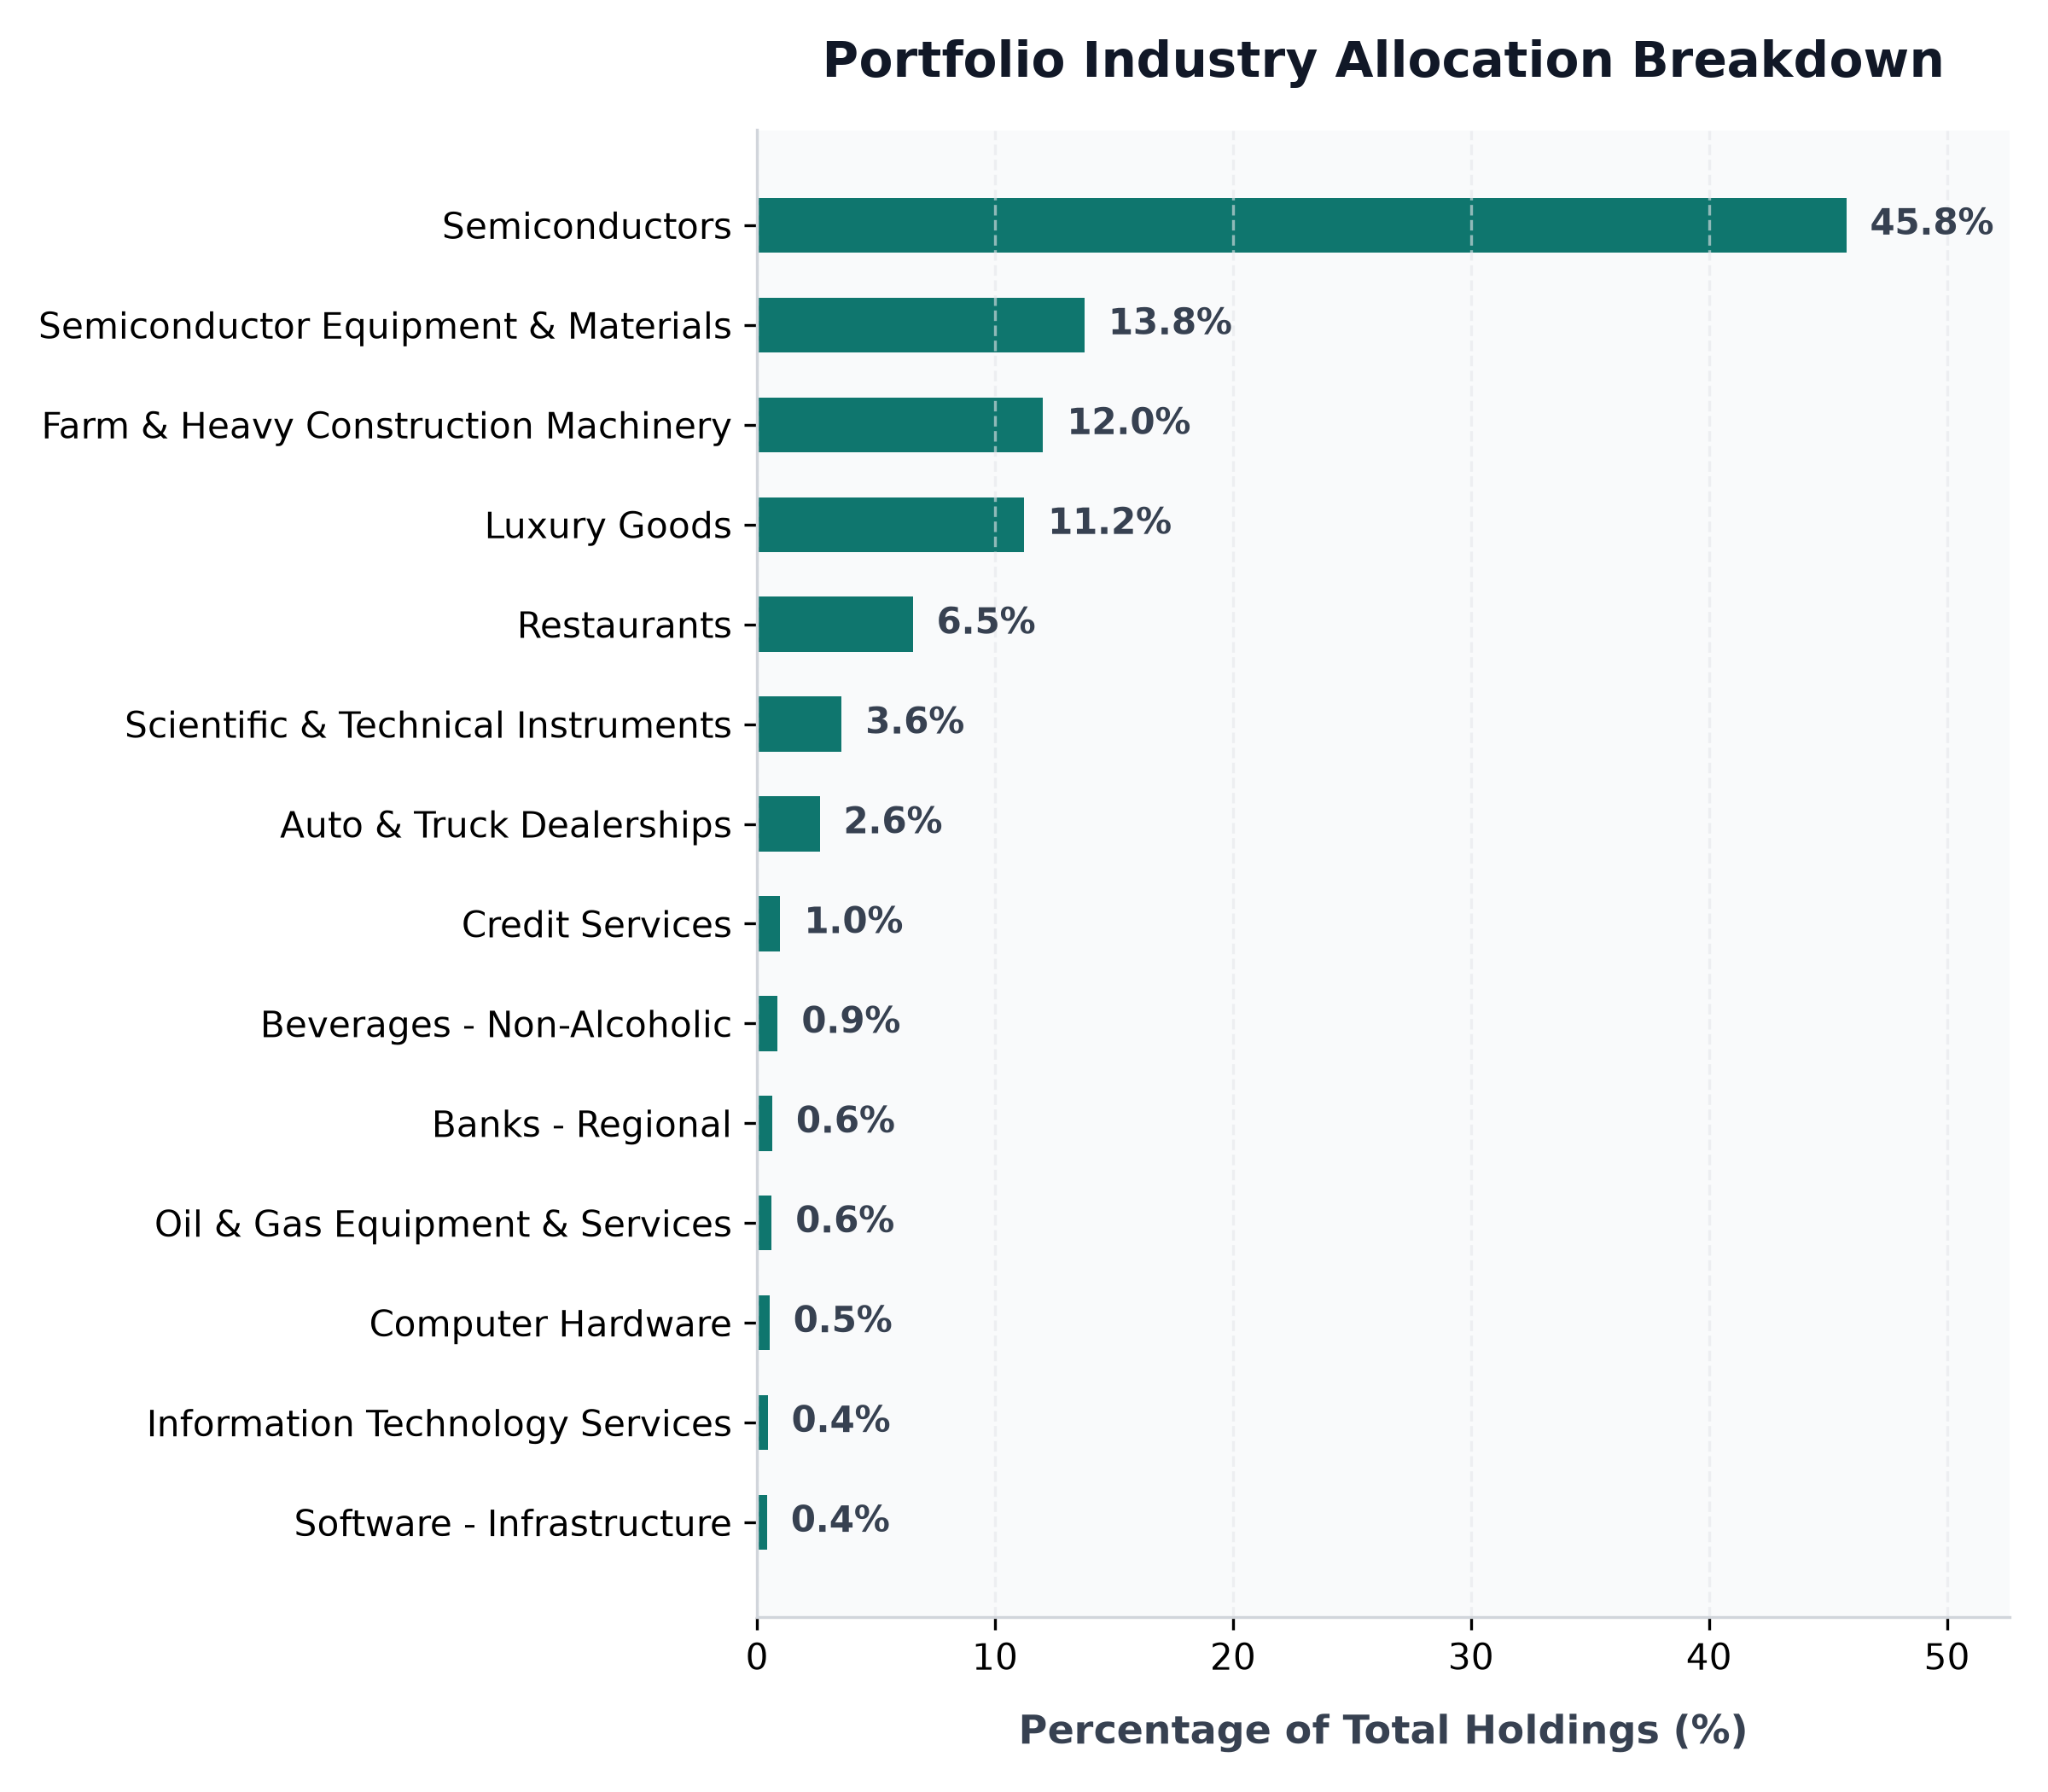 Portfolio Industry Allocation Breakdown
Semiconductors 45.8%
Semiconductor Equipment & Materials 13.8%
Farm & Heavy Construction Machinery 12.0%
Luxury Goods 11.2%
Restaurants 6.5%
Scientific & Technical Instruments 3.6%
Auto & Truck Dealerships 2.6%
Credit Services 1.0%
Beverages - Non-Alcoholic 0.9%
Banks - Regional 0.6%
Oil & Gas Equipment & Services 0.6%
Computer Hardware 0.5%
Information Technology Services 0.4%
Software - Infrastructure 0.4%
0 10 20 30 40 50
Percentage of Total Holdings (%)